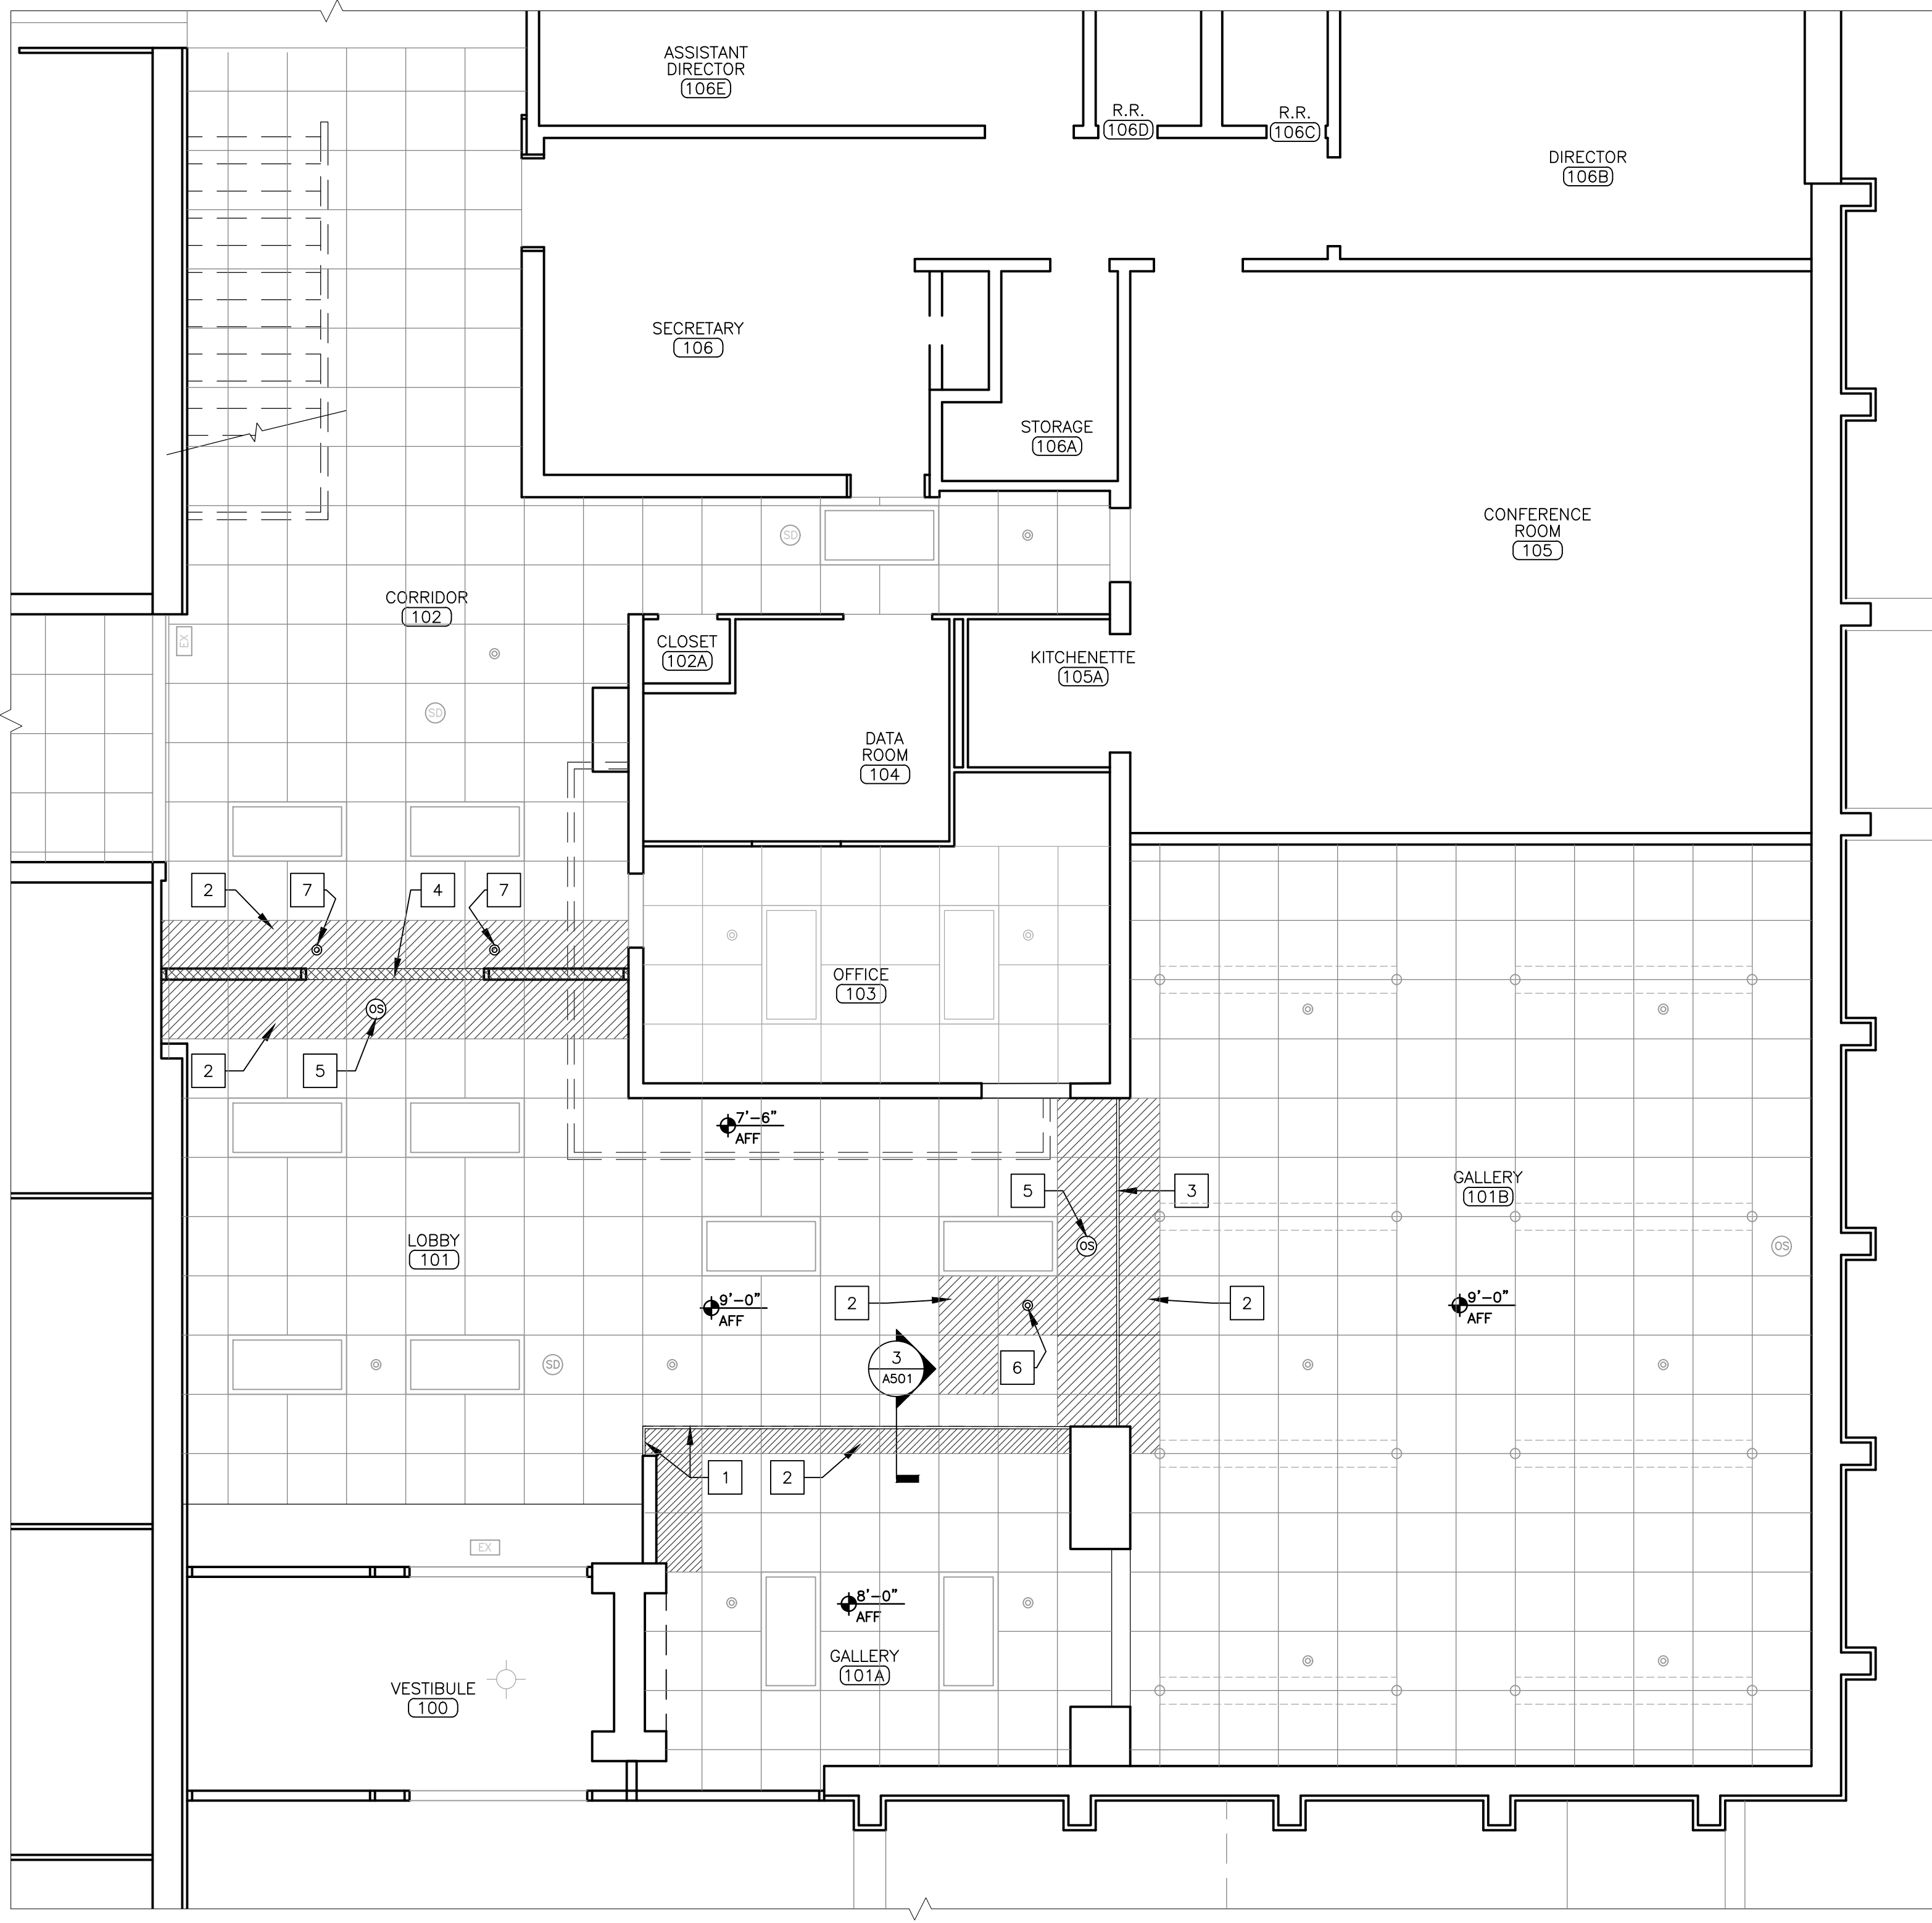 ASSISTANT
DIRECTOR
106E
R.R.
106D
R.R.
106C
DIRECTOR
106B
SECRETARY
106
STORAGE
106A
CONFERENCE
ROOM
105
SD
CORRIDOR
102
EX
CLOSET
102A
KITCHENETTE
105A
SD
DATA
ROOM
104
2
7
4
7
OFFICE
103
OS
2
5
7'-6"
AFF
5
3
GALLERY
101B
LOBBY
101
OS
OS
2
2
9'-0"
AFF
9'-0"
AFF
SD
3
A501
6
1
2
EX
8'-0"
AFF
GALLERY
101A
VESTIBULE
100